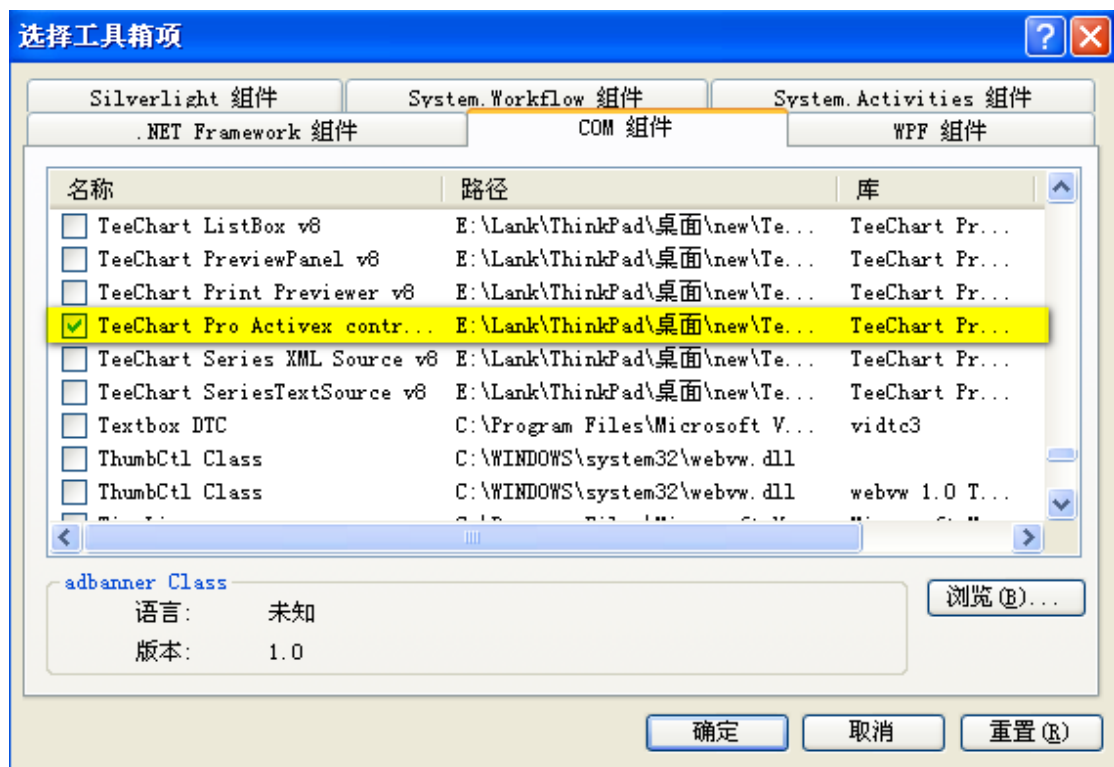 选择工具箱项
Silverlight 组件 System.Workflow 组件 System.Activities 组件
.NET Framework 组件 COM 组件 WPF 组件
名称 路径 库
TeeChart ListBox v8 E:\Lank\ThinkPad\桌面\new\Te... TeeChart Pr...
TeeChart PreviewPanel v8 E:\Lank\ThinkPad\桌面\new\Te... TeeChart Pr...
TeeChart Print Previewer v8 E:\Lank\ThinkPad\桌面\new\Te... TeeChart Pr...
TeeChart Pro Activex contr... E:\Lank\ThinkPad\桌面\new\Te... TeeChart Pr...
TeeChart Series XML Source v8 E:\Lank\ThinkPad\桌面\new\Te... TeeChart Pr...
TeeChart SeriesTextSource v8 E:\Lank\ThinkPad\桌面\new\Te... TeeChart Pr...
Textbox DTC C:\Program Files\Microsoft V... vidtc3
ThumbCtl Class C:\WINDOWS\system32\webvw.dll
ThumbCtl Class C:\WINDOWS\system32\webvw.dll webvw 1.0 T...
adbanner Class
语言: 未知
版本: 1.0
浏览(B)...
确定 取消 重置(R)